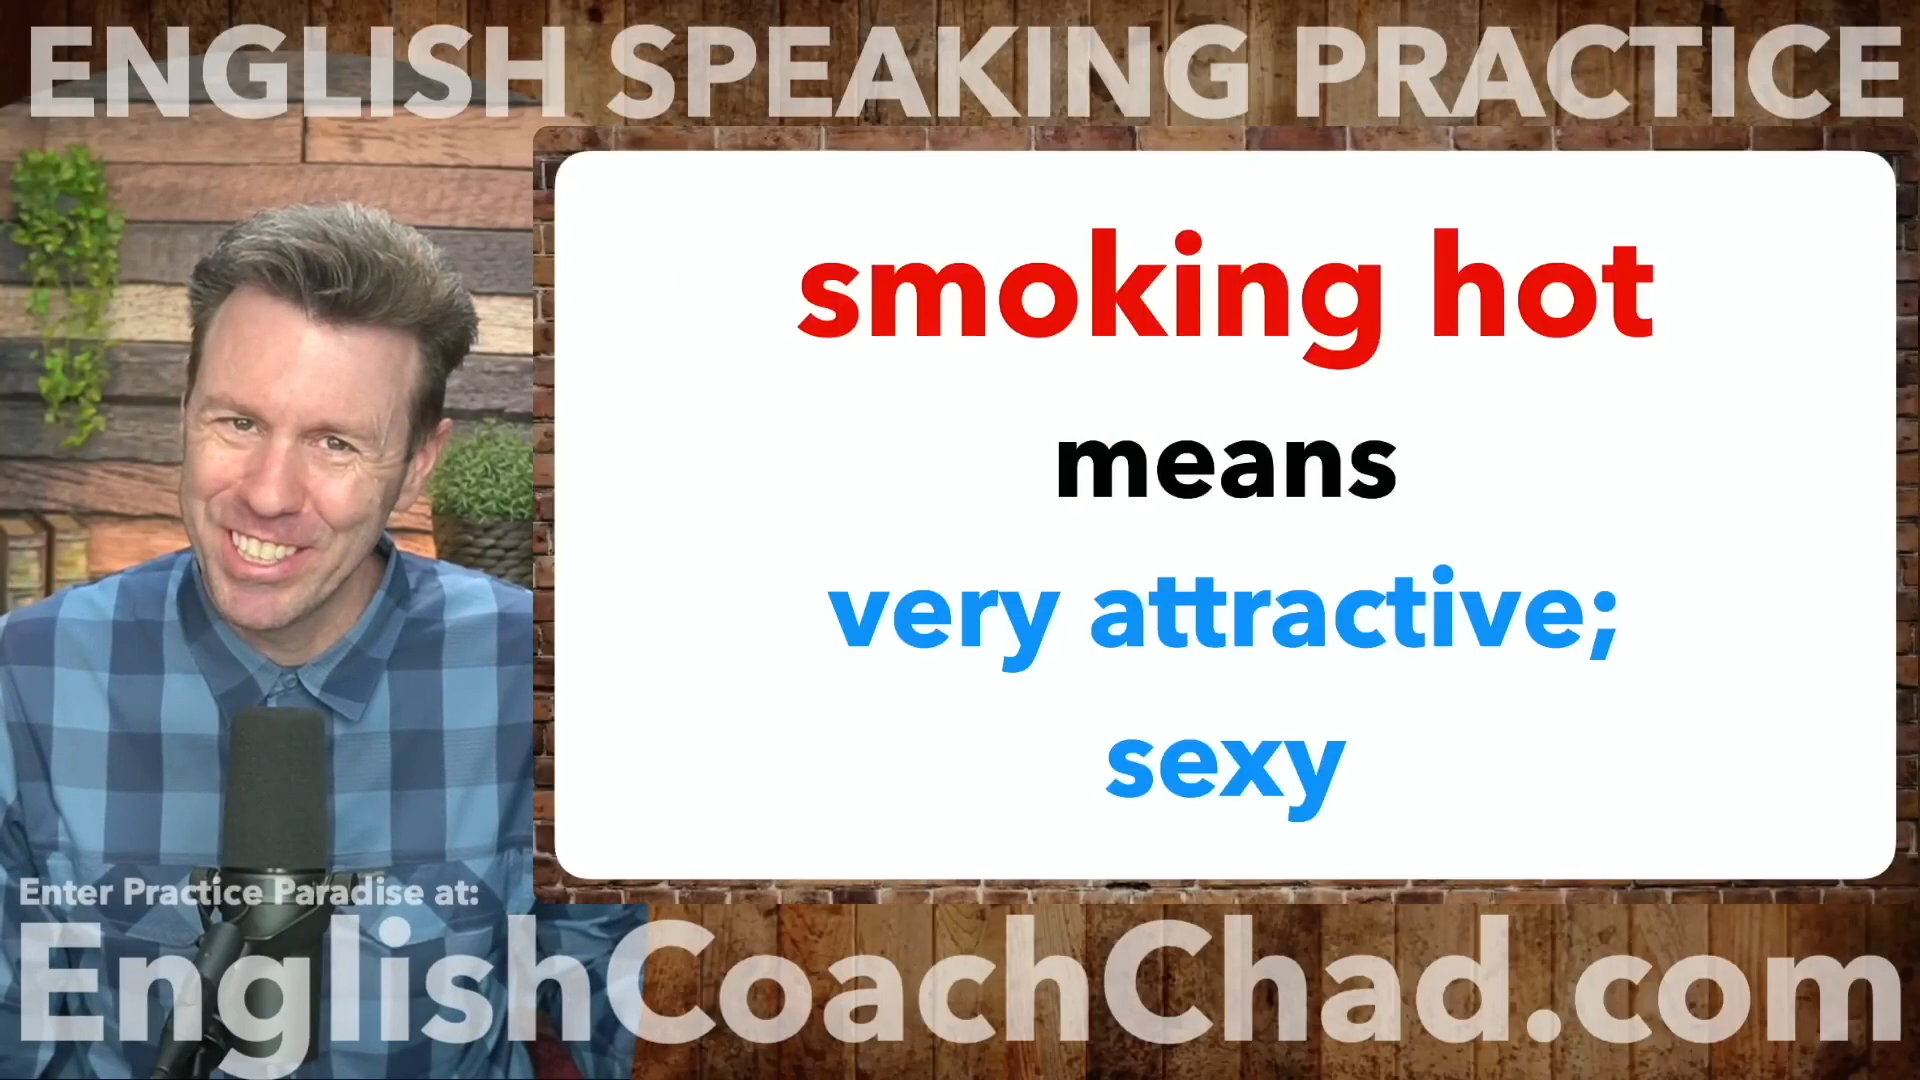 ENGLISH SPEAKING PRACTICE
smoking hot
means
very attractive;
sexy
Enter Practice Paradise at:
EnglishCoachChad.com